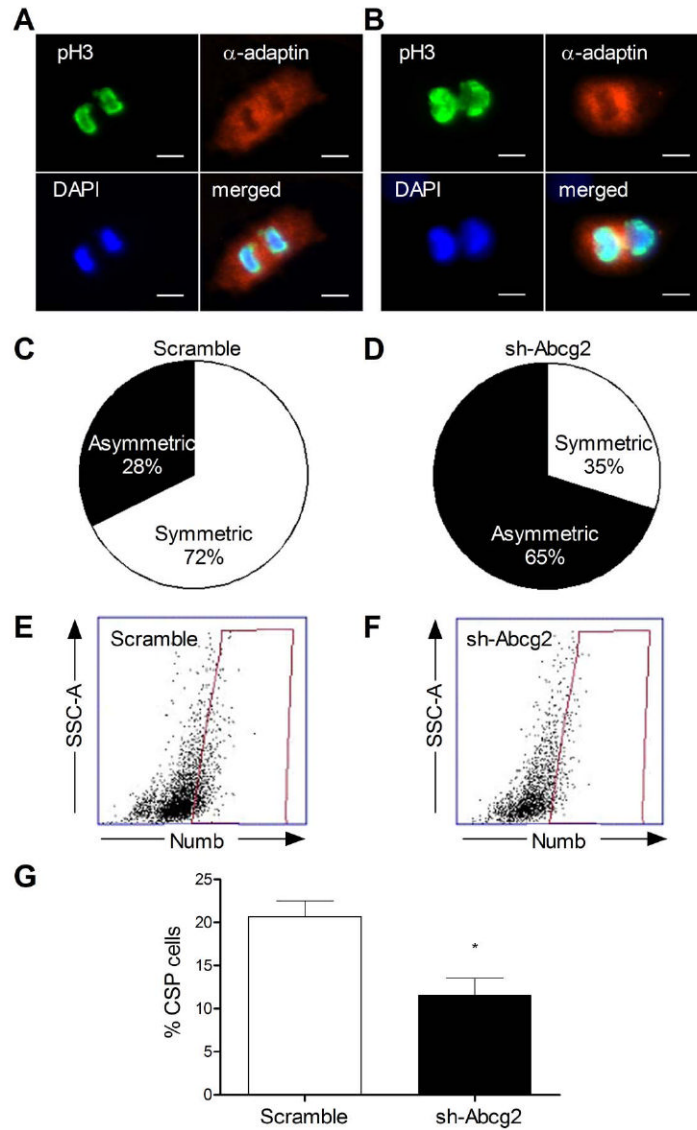 A
B
pH3
α-adaptin
pH3
α-adaptin
DAPI
merged
DAPI
merged
C
Scramble
D
sh-Abcg2
Asymmetric
28%
Symmetric
72%
Symmetric
35%
Asymmetric
65%
E
Scramble
SSC-A
Numb
F
sh-Abcg2
SSC-A
Numb
G
% CSP cells
25
20
15
10
5
0
*
Scramble
sh-Abcg2